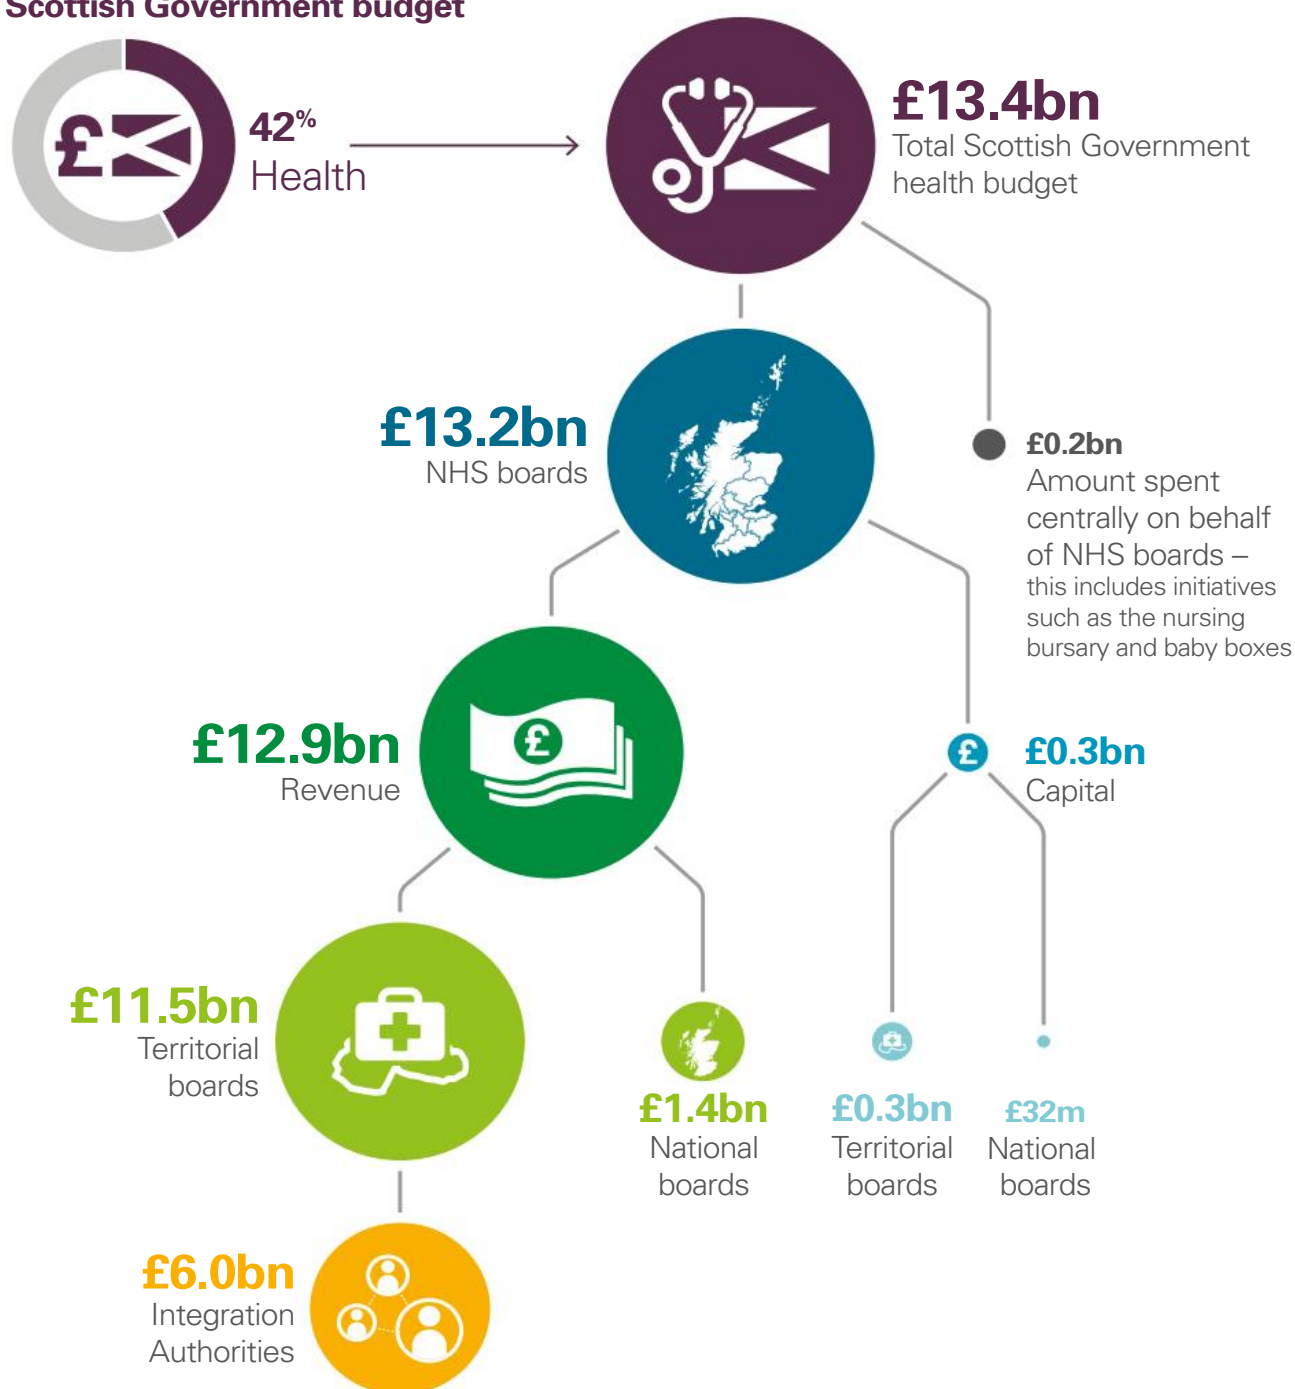 Scottish Government budget
£
42%
Health
£13.4bn
Total Scottish Government
health budget
£13.2bn
NHS boards
£0.2bn
Amount spent
centrally on behalf
of NHS boards –
this includes initiatives
such as the nursing
bursary and baby boxes
£12.9bn
Revenue
£
£
£0.3bn
Capital
£11.5bn
Territorial
boards
£1.4bn
National
boards
£0.3bn
Territorial
boards
£32m
National
boards
£6.0bn
Integration
Authorities